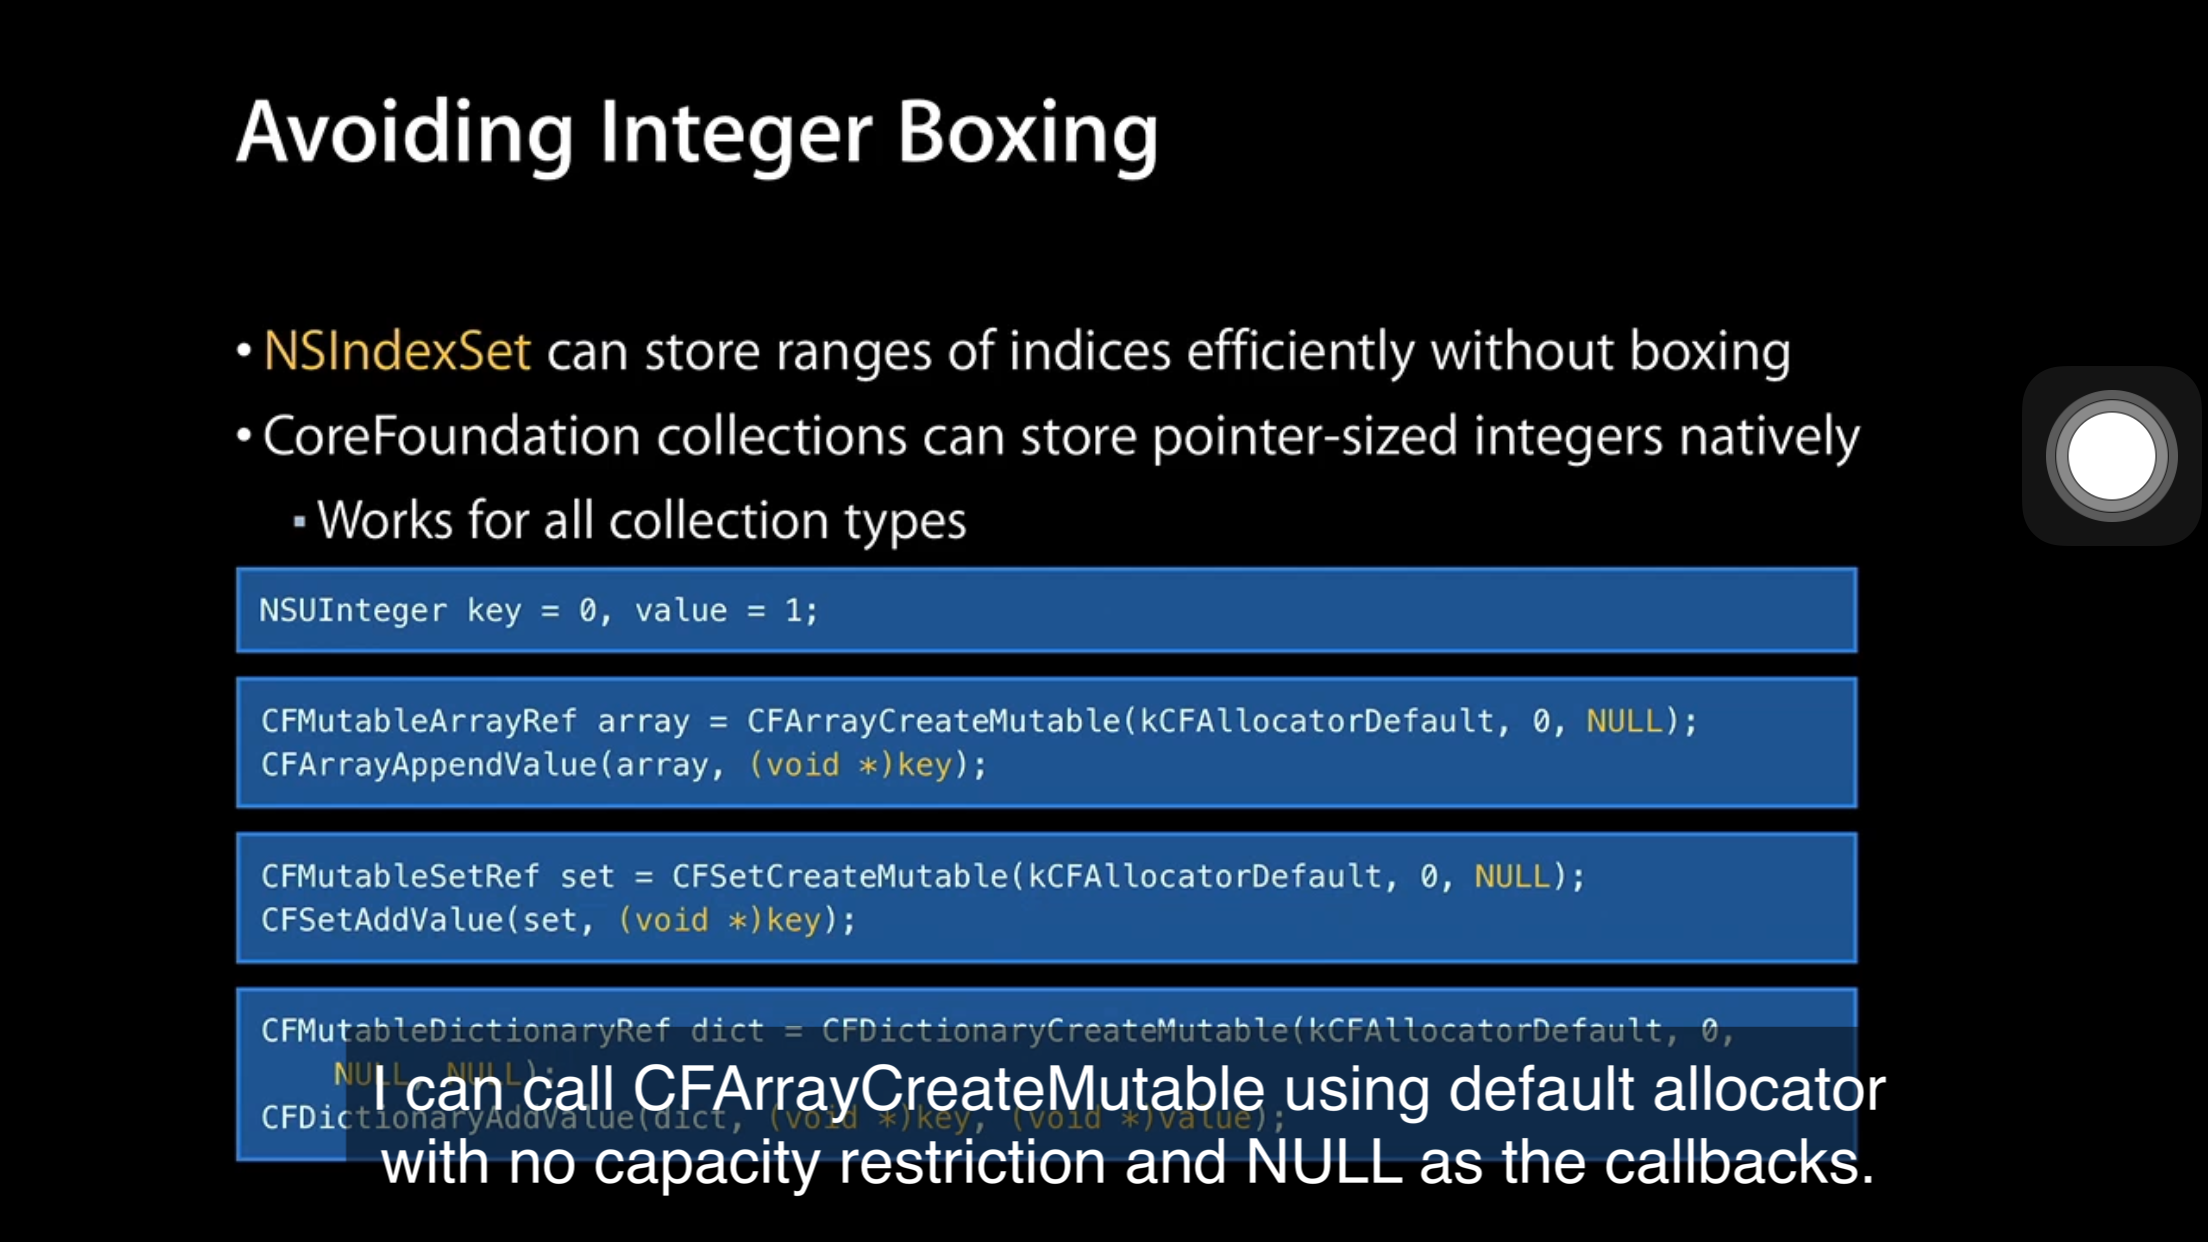 Avoiding Integer Boxing
• NSIndexSet can store ranges of indices efficiently without boxing
• CoreFoundation collections can store pointer-sized integers natively
▪ Works for all collection types
NSUInteger key = 0, value = 1;
CFMutableArrayRef array = CFArrayCreateMutable(kCFAllocatorDefault, 0, NULL);
CFArrayAppendValue(array, (void *)key);
CFMutableSetRef set = CFSetCreateMutable(kCFAllocatorDefault, 0, NULL);
CFSetAddValue(set, (void *)key);
CFMutableDictionaryRef dict = CFDictionaryCreateMutable(kCFAllocatorDefault, 0,
NULL, NULL);
CFDictionaryAddValue(dict, (void *)key, (void *)value);
I can call CFArrayCreateMutable using default allocator
with no capacity restriction and NULL as the callbacks.